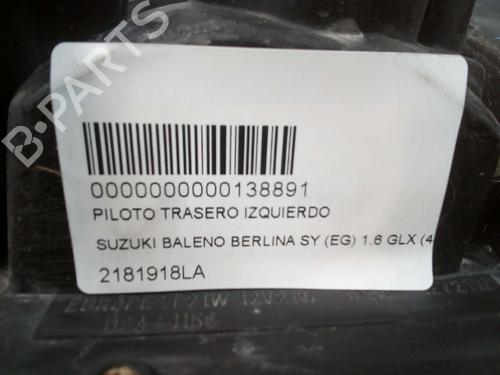 B-PARTS
0000000000138891
PILOTO TRASERO IZQUIERDO
SUZUKI BALENO BERLINA SY (EG) 1.6 GLX (4
2181918LA